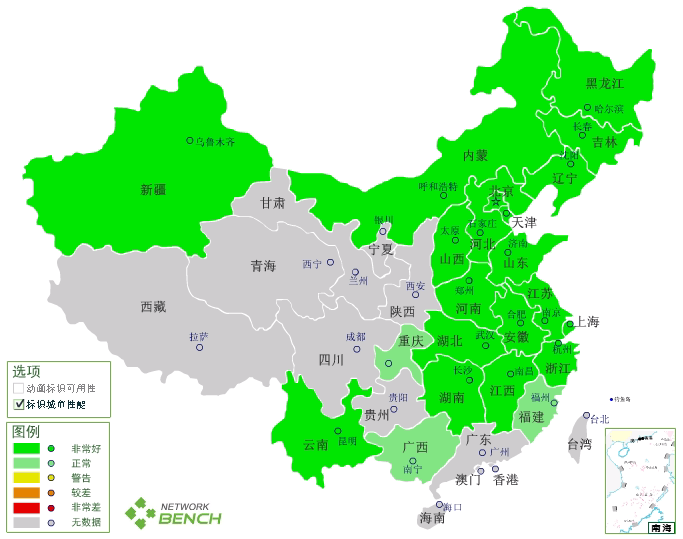 黑龙江
哈尔滨
长春
吉林
沈阳
辽宁
内蒙
呼和浩特
北京
天津
乌鲁木齐
新疆
甘肃
银川
宁夏
太原
石家庄
河北
山西
济南
山东
青海
西宁
兰州
西安
陕西
郑州
河南
江苏
南京
合肥
安徽
上海
杭州
浙江
西藏
拉萨
成都
四川
重庆
湖北
武汉
长沙
湖南
南昌
江西
福州
福建
钓鱼岛
台北
台湾
贵阳
贵州
云南
昆明
广西
南宁
广东
广州
澳门
香港
海口
海南
选项
动画标识可用性
标识城市性能
图例
非常好
正常
警告
较差
非常差
无数据
NETWORK
BENCH
南海